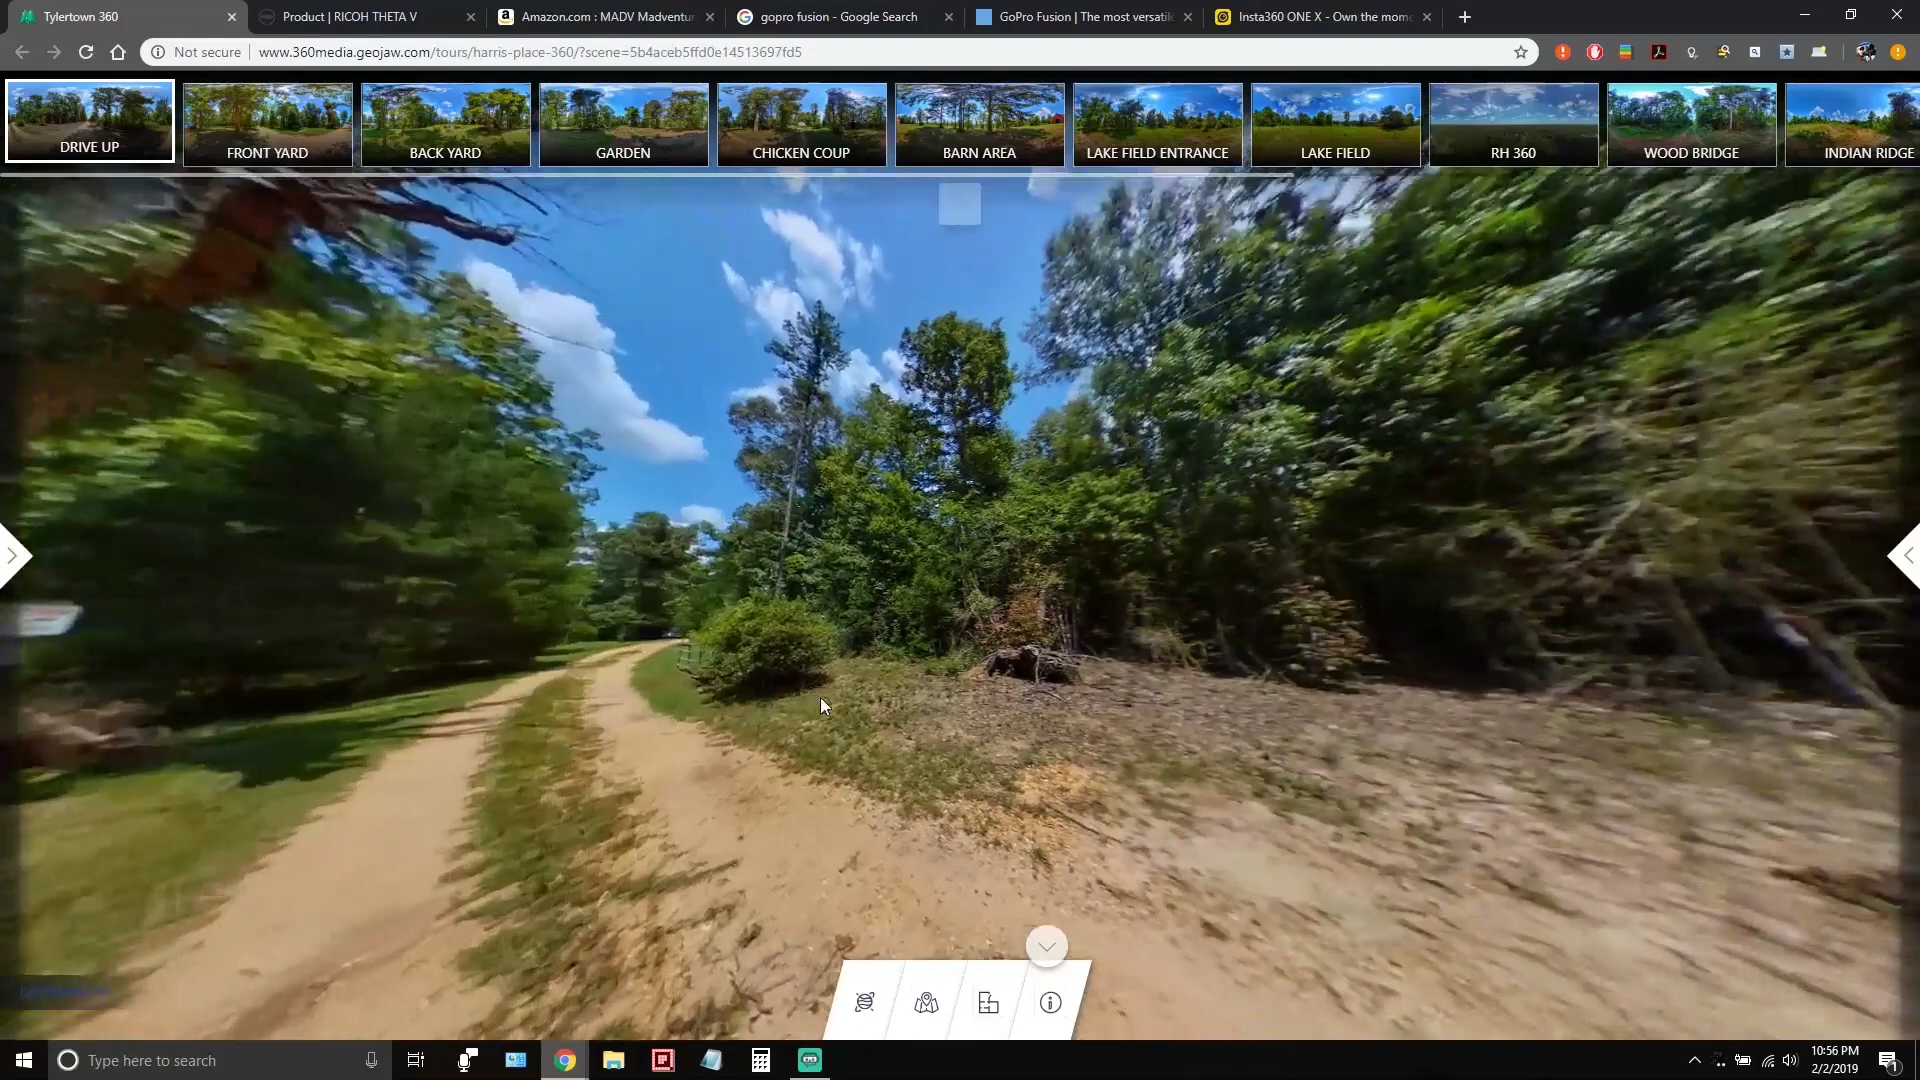 Tylertown 360
Product | RICOH THETA V
Amazon.com : MADV Madventur
gopro fusion - Google Search
GoPro Fusion | The most versatile
Insta360 ONE X - Own the mome
Not secure
www.360media.geojaw.com/tours/harris-place-360/?scene=5b4aceb5ffd0e14513697fd5
DRIVE UP
FRONT YARD
BACK YARD
GARDEN
CHICKEN COUP
BARN AREA
LAKE FIELD ENTRANCE
LAKE FIELD
RH 360
WOOD BRIDGE
INDIAN RIDGE
Type here to search
10:56 PM
2/2/2019
1